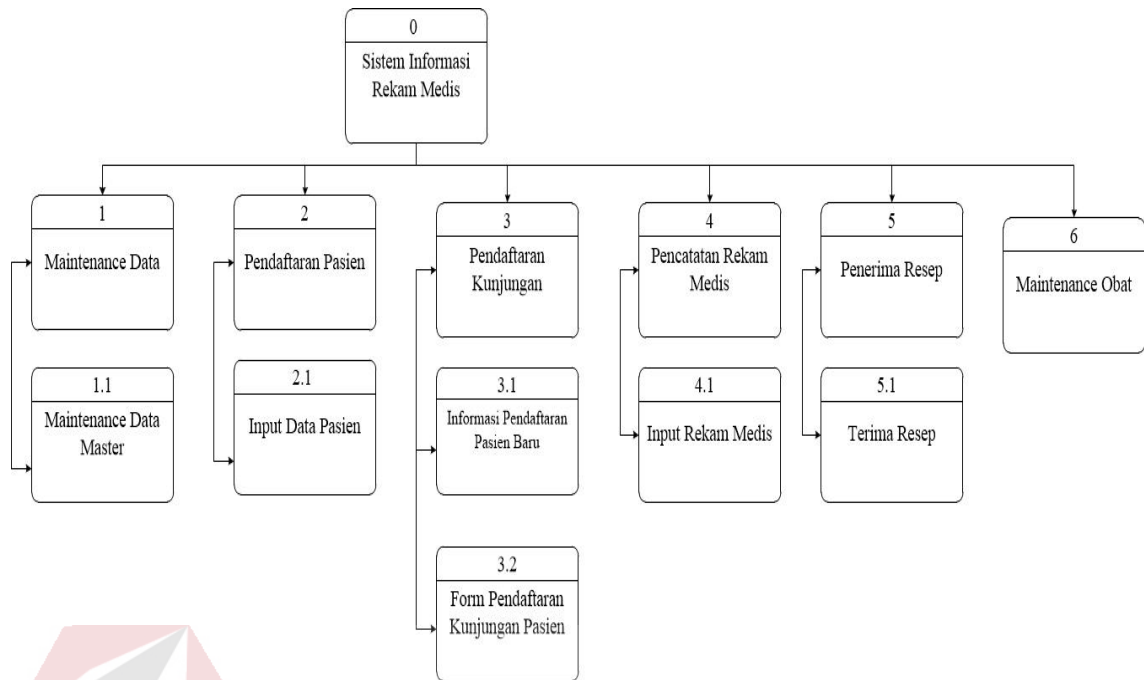 0
Sistem Informasi
Rekam Medis
1
Maintenance Data
2
Pendaftaran Pasien
3
Pendaftaran
Kunjungan
4
Pencatatan Rekam
Medis
5
Penerima Resep
6
Maintenance Obat
1.1
Maintenance Data
Master
2.1
Input Data Pasien
3.1
Informasi Pendaftaran
Pasien Baru
4.1
Input Rekam Medis
5.1
Terima Resep
3.2
Form Pendaftaran
Kunjungan Pasien